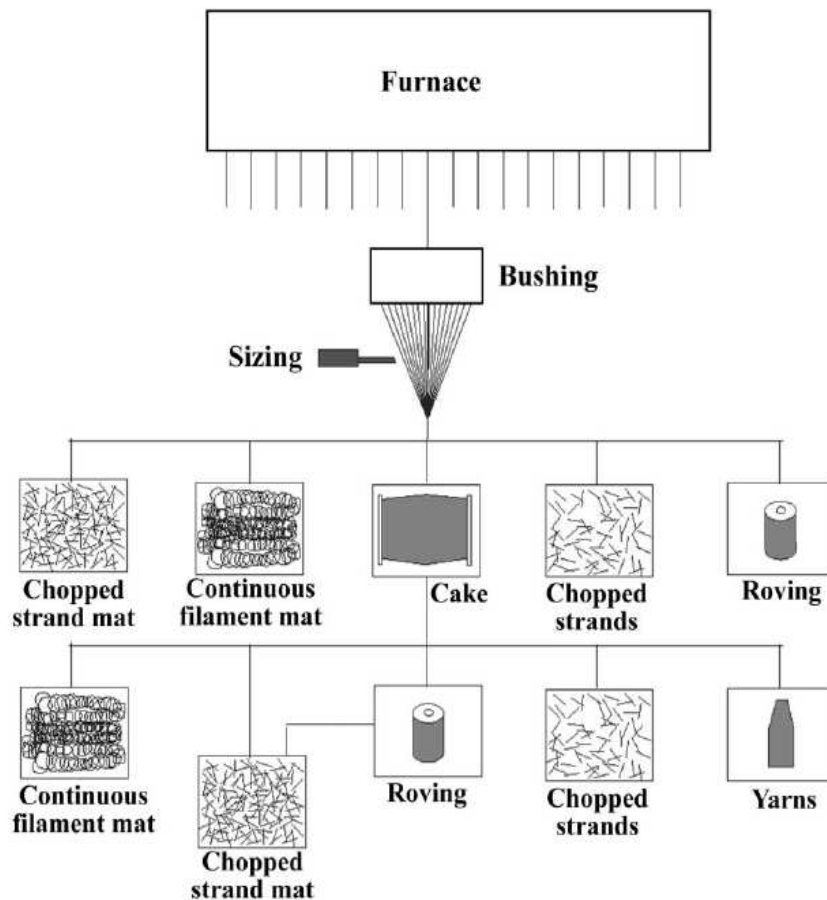 Furnace
Bushing
Sizing
Chopped
strand mat
Continuous
filament mat
Cake
Chopped
strands
Roving
Continuous
filament mat
Chopped
strand mat
Roving
Chopped
strands
Yarns